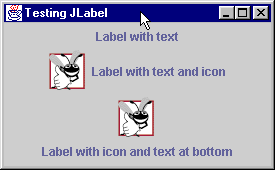 Testing JLabel
Label with text
Label with text and icon
Label with icon and text at bottom